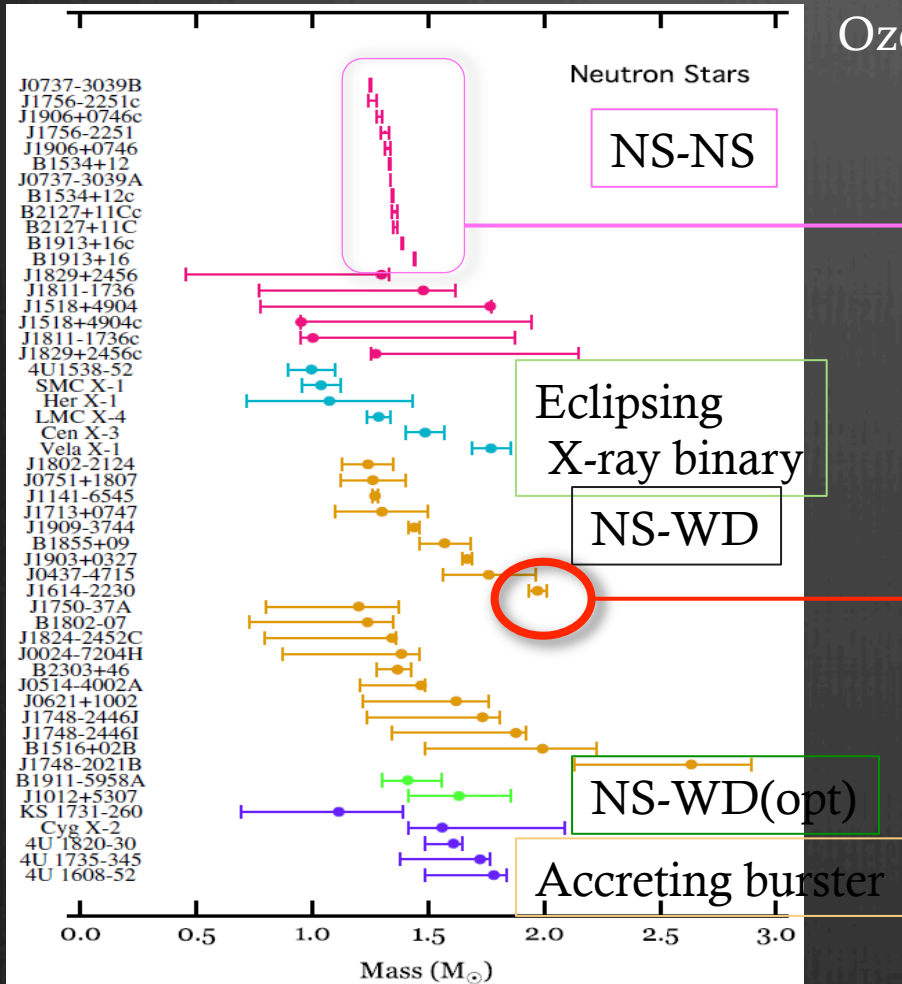 Oz
Neutron Stars
NS-NS
Eclipsing
X-ray binary
NS-WD
NS-WD(opt)
Accreting burster
J0737-3039B
J1756-2251c
J1906+0746c
J1756-2251
J1906+0746
B1534+12
J0737-3039A
B1534+12c
B2127+11Cc
B2127+11C
B1913+16c
B1913+16
J1829+2456
J1811-1736
J1518+4904
J1518+4904c
J1811-1736c
J1829+2456c
4U1538-52
SMC X-1
Her X-1
LMC X-4
Cen X-3
Vela X-1
J1802-2124
J0751+1807
J1141-6545
J1713+0747
J1909-3744
B1855+09
J1903+0327
J0437-4715
J1614-2230
J1750-37A
B1802-07
J1824-2452C
J0024-7204H
B2303+46
J0514-4002A
J0621+1002
J1748-2446J
J1748-2446I
B1516+02B
J1748-2021B
B1911-5958A
J1012+5307
KS 1731-260
Cyg X-2
4U 1820-30
4U 1735-345
4U 1608-52
0.0 0.5 1.0 1.5 2.0 2.5 3.0
Mass (M☉)